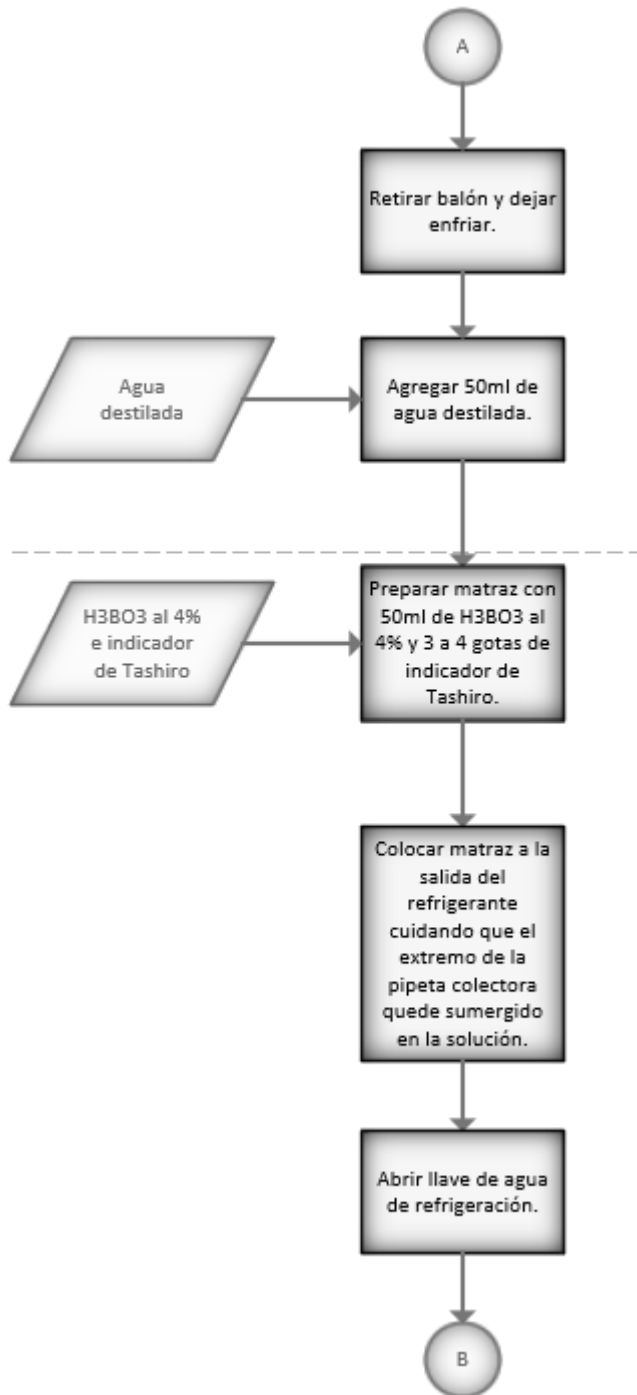 A
Retirar balón y dejar
enfriar.
Agua
destilada
Agregar 50ml de
agua destilada.
H3BO3 al 4%
e indicador
de Tashiro
Preparar matraz con
50ml de H3BO3 al
4% y 3 a 4 gotas de
indicador de
Tashiro.
Colocar matraz a la
salida del
refrigerante
cuidando que el
extremo de la
pipeta colectora
quede sumergido
en la solución.
Abrir llave de agua
de refrigeración.
B